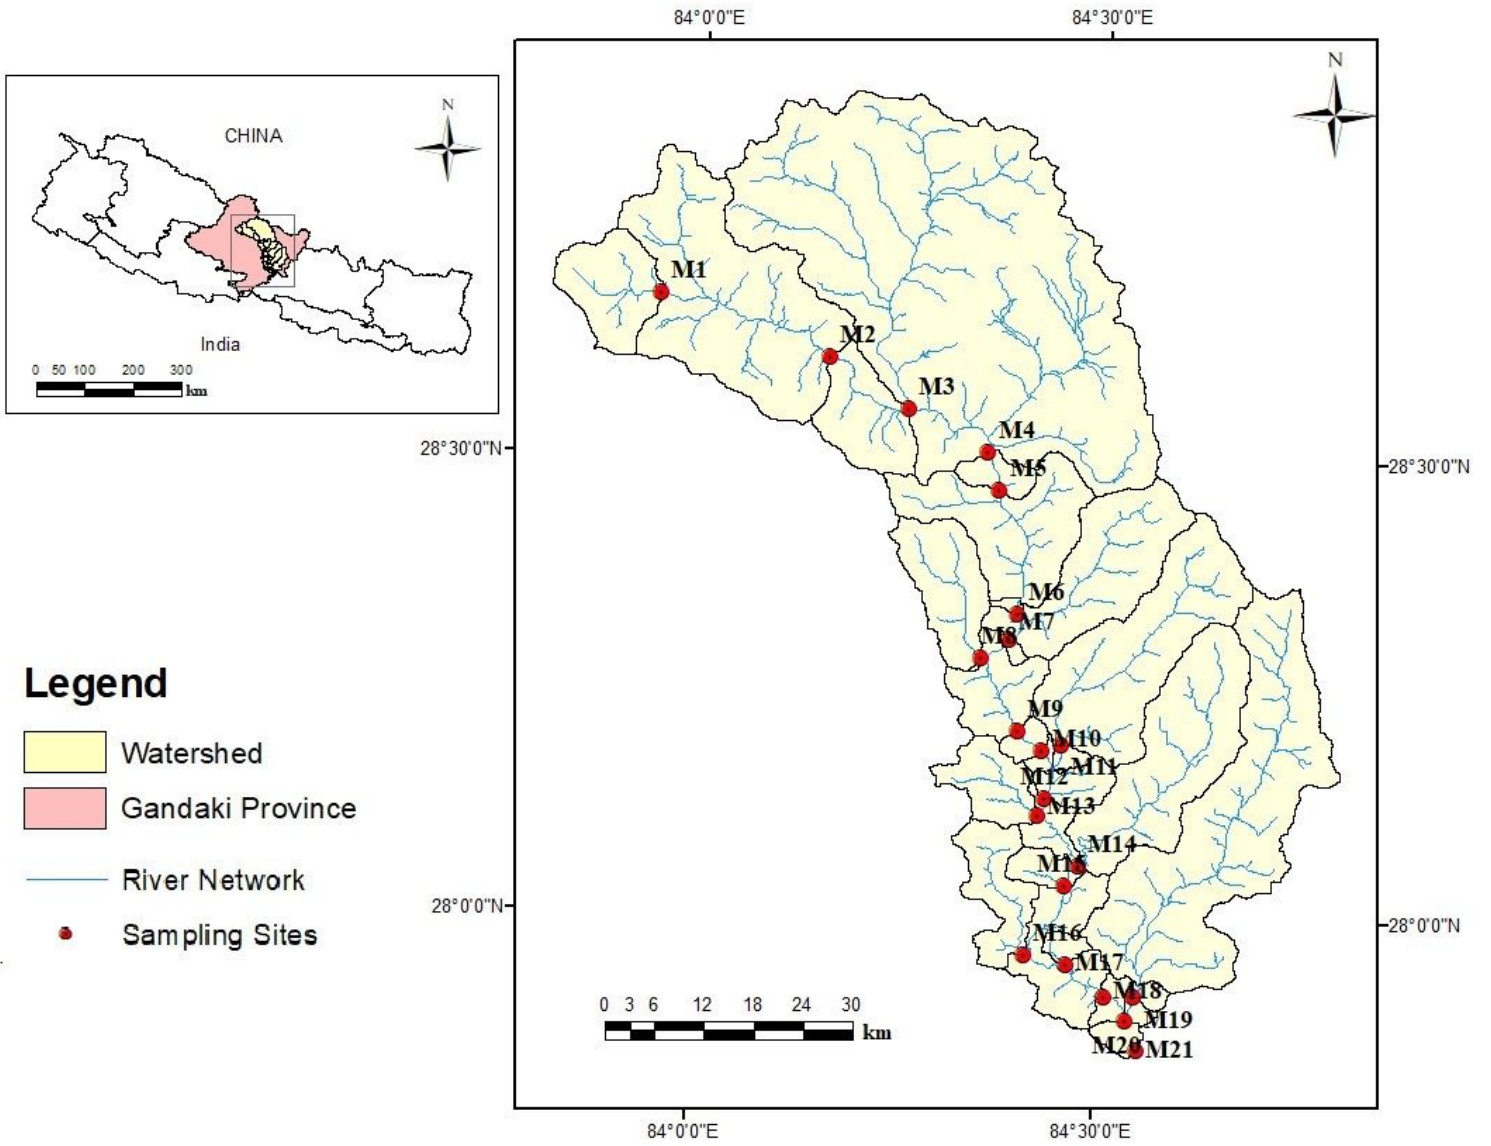 84°0'0"E
84°30'0"E
N
CHINA
India
0 50 100 200 300
km
N
M1
M2
M3
M4
M5
28°30'0"N
28°30'0"N
M6
M7
M8
M9
M10
M11
M12
M13
M14
M15
28°0'0"N
28°0'0"N
M16
M17
M18
M19
M20
M21
Legend
Watershed
Gandaki Province
River Network
Sampling Sites
0 3 6 12 18 24 30
km
84°0'0"E
84°30'0"E